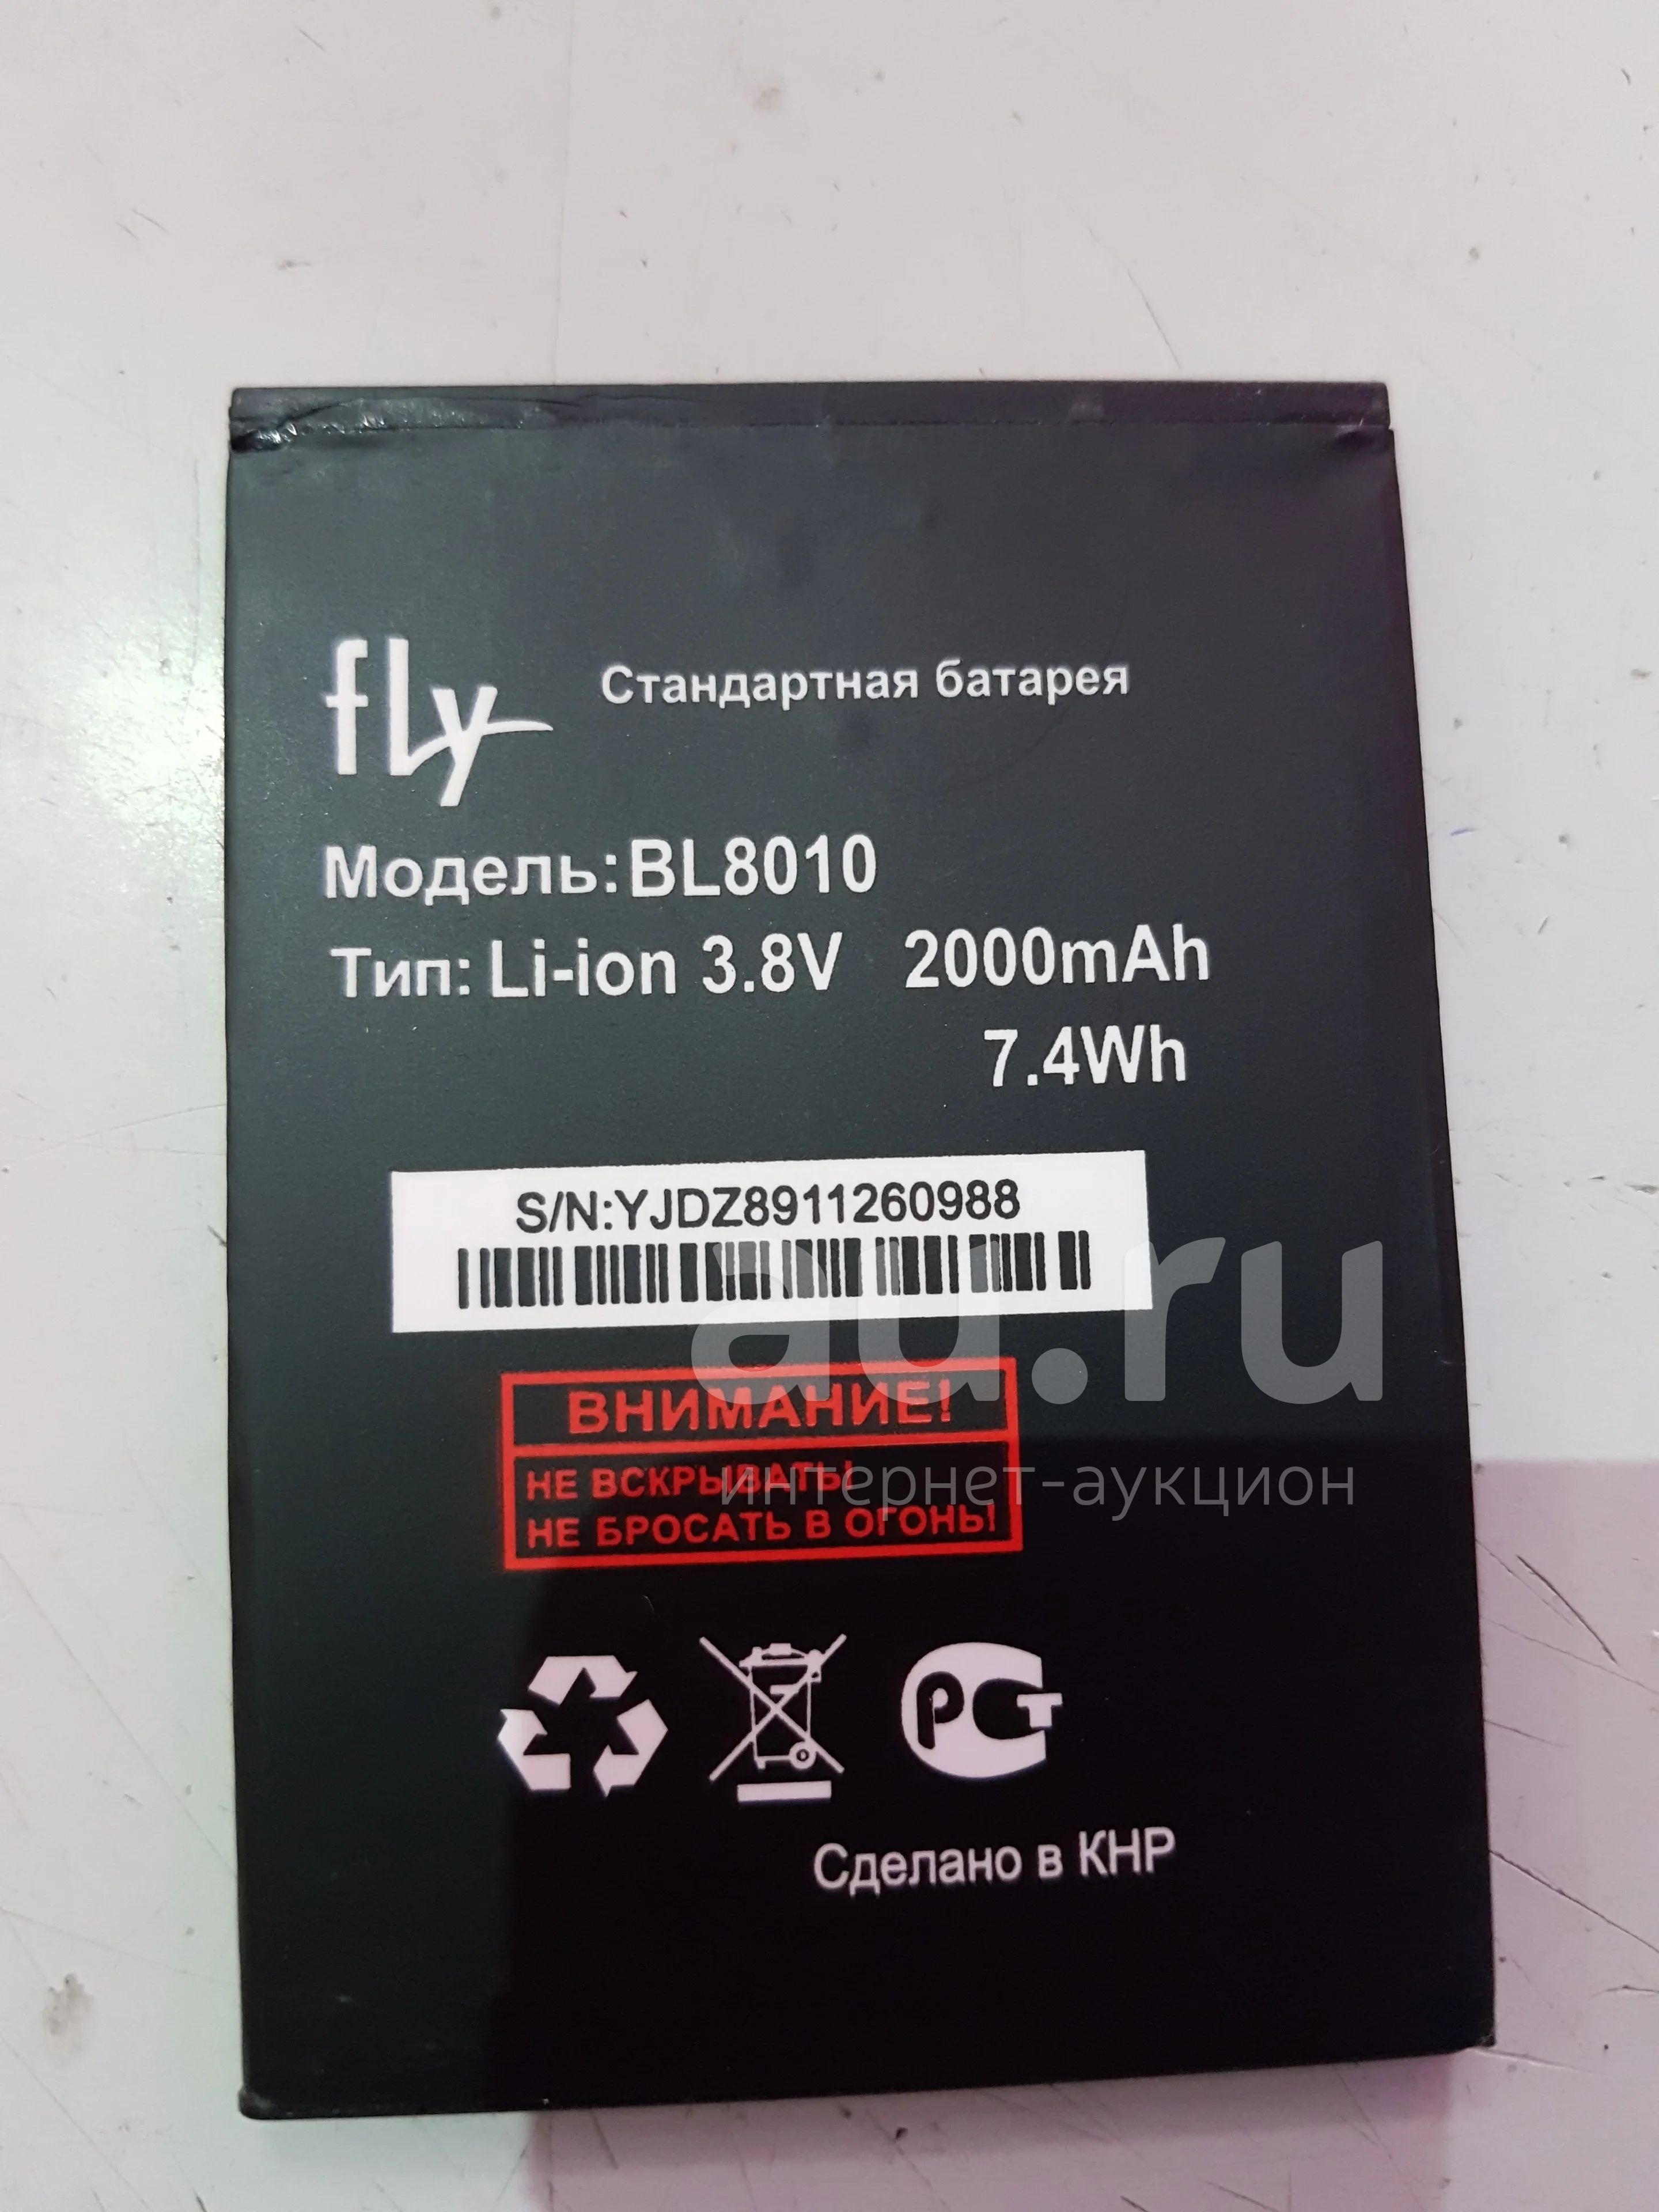 fly Стандартная батарея
Модель: BL8010
Тип: Li-ion 3.8V 2000mAh
7.4Wh
S/N:YJDZ8911260988
au.ru
ВНИМАНИЕ!
НЕ ВСКРЫВАТЬ!
интернет-аукцион
НЕ БРОСАТЬ В ОГОНЬ!
РСТ
Сделано в КНР